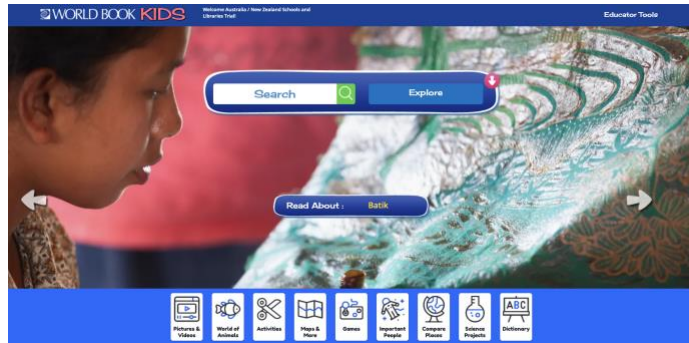 WORLD BOOK KIDS
Welcome Australia / New Zealand Schools and
Libraries Trial!
Educator Tools
Search
Explore
Read About : Batik
Pictures &
Videos
World of
Animals
Activities
Maps &
More
Games
Important
People
Compare
Places
Science
Projects
ABC
Dictionary